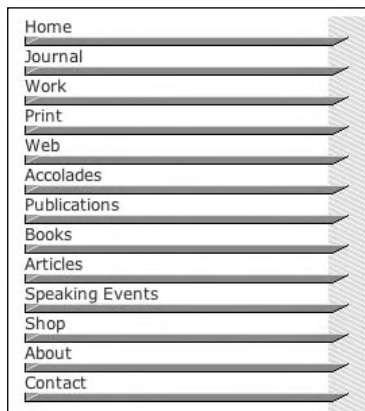 Home
Journal
Work
Print
Web
Accolades
Publications
Books
Articles
Speaking Events
Shop
About
Contact